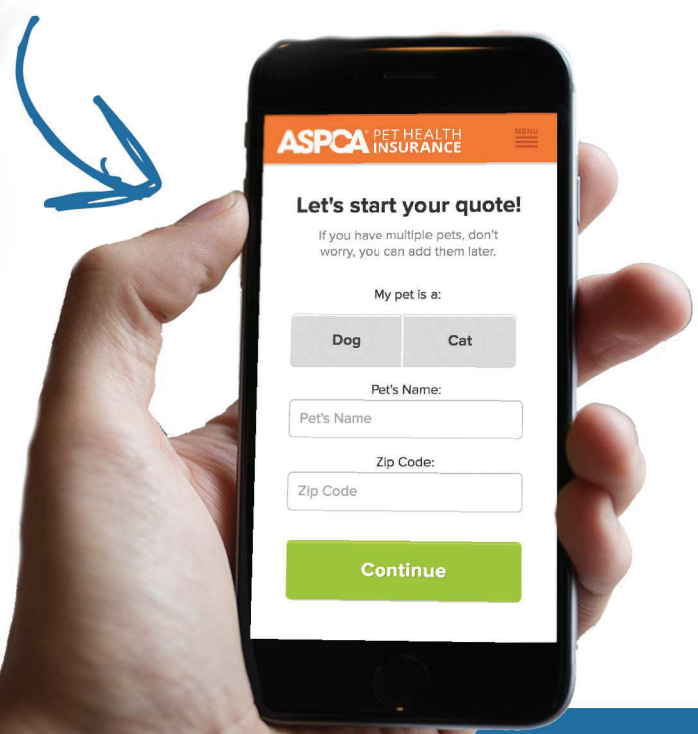 ASPCA® PET HEALTH INSURANCE
MENU
Let's start your quote!
If you have multiple pets, don't
worry, you can add them later.
My pet is a:
Dog Cat
Pet's Name:
Pet's Name
Zip Code:
Zip Code
Continue